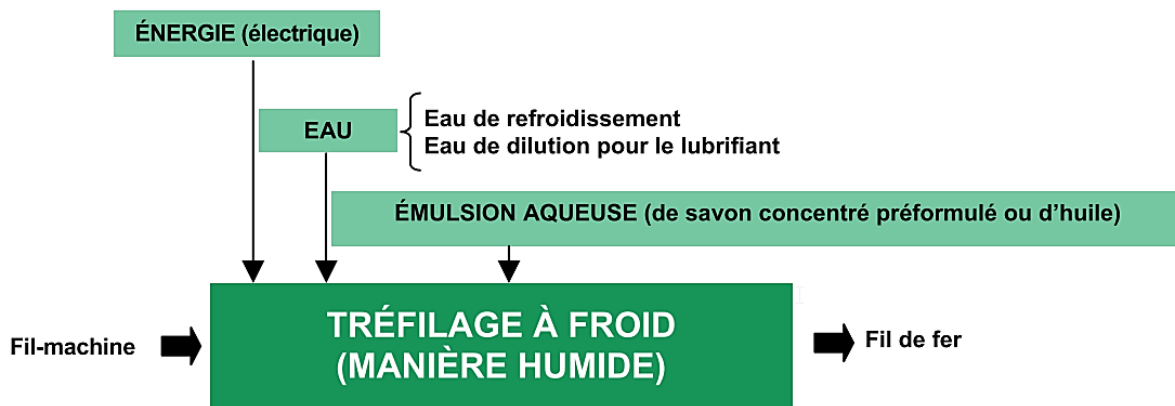 ÉNERGIE (électrique)
EAU
Eau de refroidissement
Eau de dilution pour le lubrifiant
ÉMULSION AQUEUSE (de savon concentré préformulé ou d'huile)
Fil-machine
TRÉFILAGE À FROID
(MANIÈRE HUMIDE)
Fil de fer